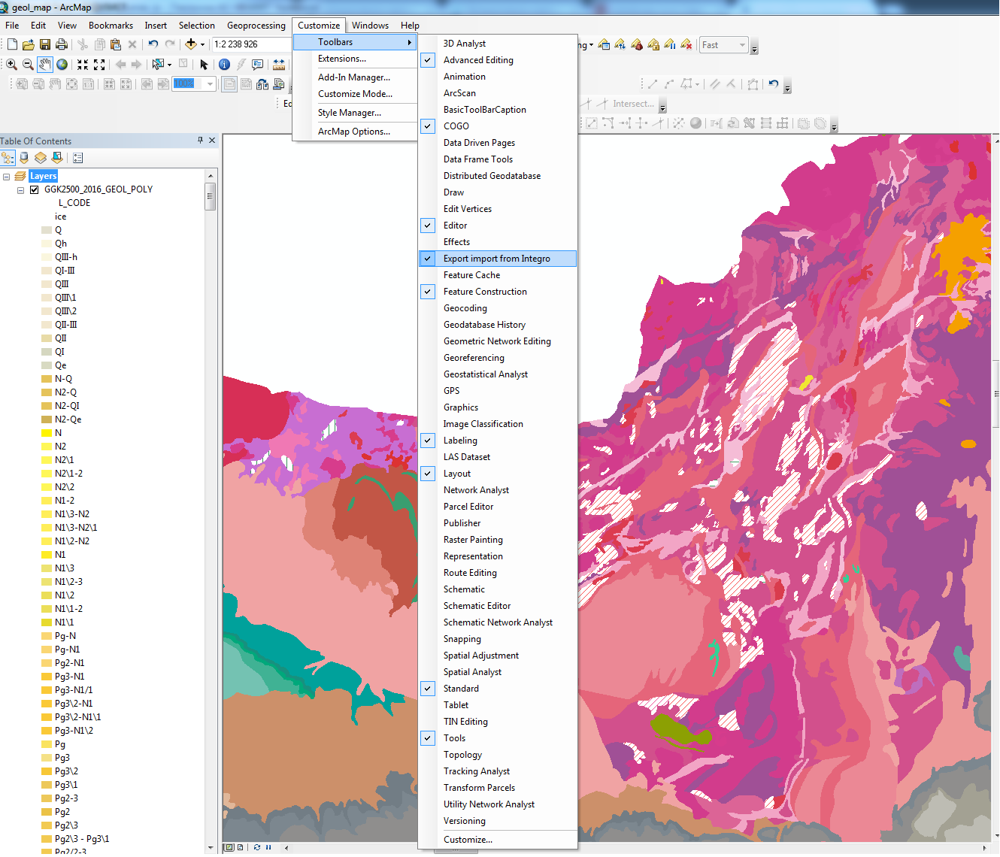 geol_map - ArcMap
File Edit View Bookmarks Insert Selection Geoprocessing Customize Windows Help
1:2 238 926
Fast
100%
Intersect...
Toolbars
Extensions...
Add-In Manager...
Customize Mode...
Style Manager...
ArcMap Options...
3D Analyst
Advanced Editing
Animation
ArcScan
BasicToolBarCaption
COGO
Data Driven Pages
Data Frame Tools
Distributed Geodatabase
Draw
Edit Vertices
Editor
Effects
Export import from Integro
Feature Cache
Feature Construction
Geocoding
Geodatabase History
Geometric Network Editing
Georeferencing
Geostatistical Analyst
GPS
Graphics
Image Classification
Labeling
LAS Dataset
Layout
Network Analyst
Parcel Editor
Publisher
Raster Painting
Representation
Route Editing
Schematic
Schematic Editor
Schematic Network Analyst
Snapping
Spatial Adjustment
Spatial Analyst
Standard
Tablet
TIN Editing
Tools
Topology
Tracking Analyst
Transform Parcels
Utility Network Analyst
Versioning
Customize...
Table Of Contents
Layers
GGK2500_2016_GEOL_POLY
L_CODE
ice
Q
Qh
QIII-h
QI-III
QIII
QIII\1
QIII\2
QII-III
QII
QI
Qe
N-Q
N2-Q
N2-QI
N2-Qe
N
N2
N2\1
N2\1-2
N2\2
N1-2
N1\3-N2
N1\3-N2\1
N1\2-N2
N1
N1\3
N1\2-3
N1\2
N1\1-2
N1\1
Pg-N
Pg-N1
Pg2-N1
Pg3-N1
Pg3-N1/1
Pg3\2-N1
Pg3\2-N1\1
Pg3-N1\2
Pg
Pg3
Pg3\2
Pg3\1
Pg2-3
Pg2
Pg2\3
Pg2\3 - Pg3\1
Pg2/2-3